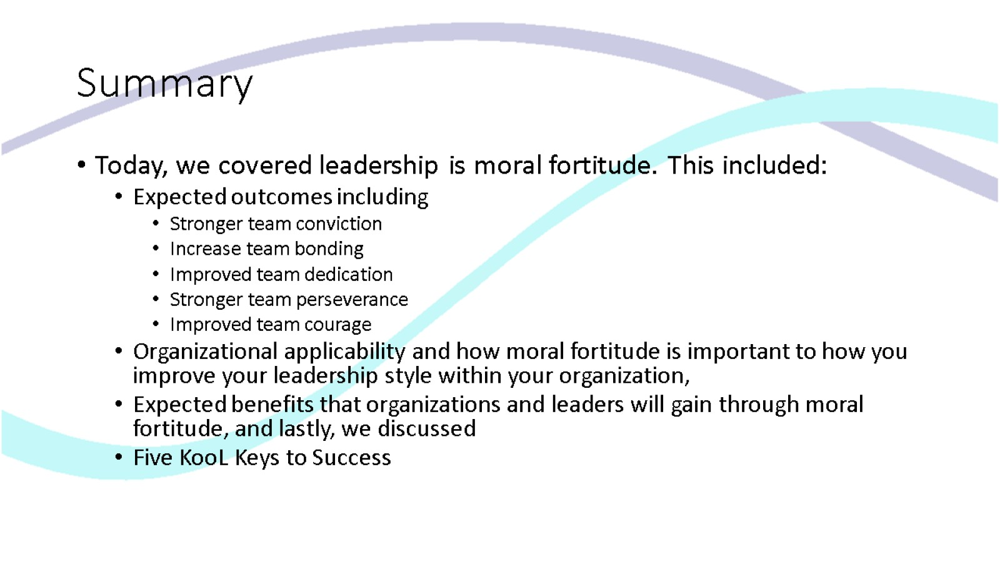 Summary
• Today, we covered leadership is moral fortitude. This included:
• Expected outcomes including
• Stronger team conviction
• Increase team bonding
• Improved team dedication
• Stronger team perseverance
• Improved team courage
• Organizational applicability and how moral fortitude is important to how you
improve your leadership style within your organization,
• Expected benefits that organizations and leaders will gain through moral
fortitude, and lastly, we discussed
• Five KooL Keys to Success